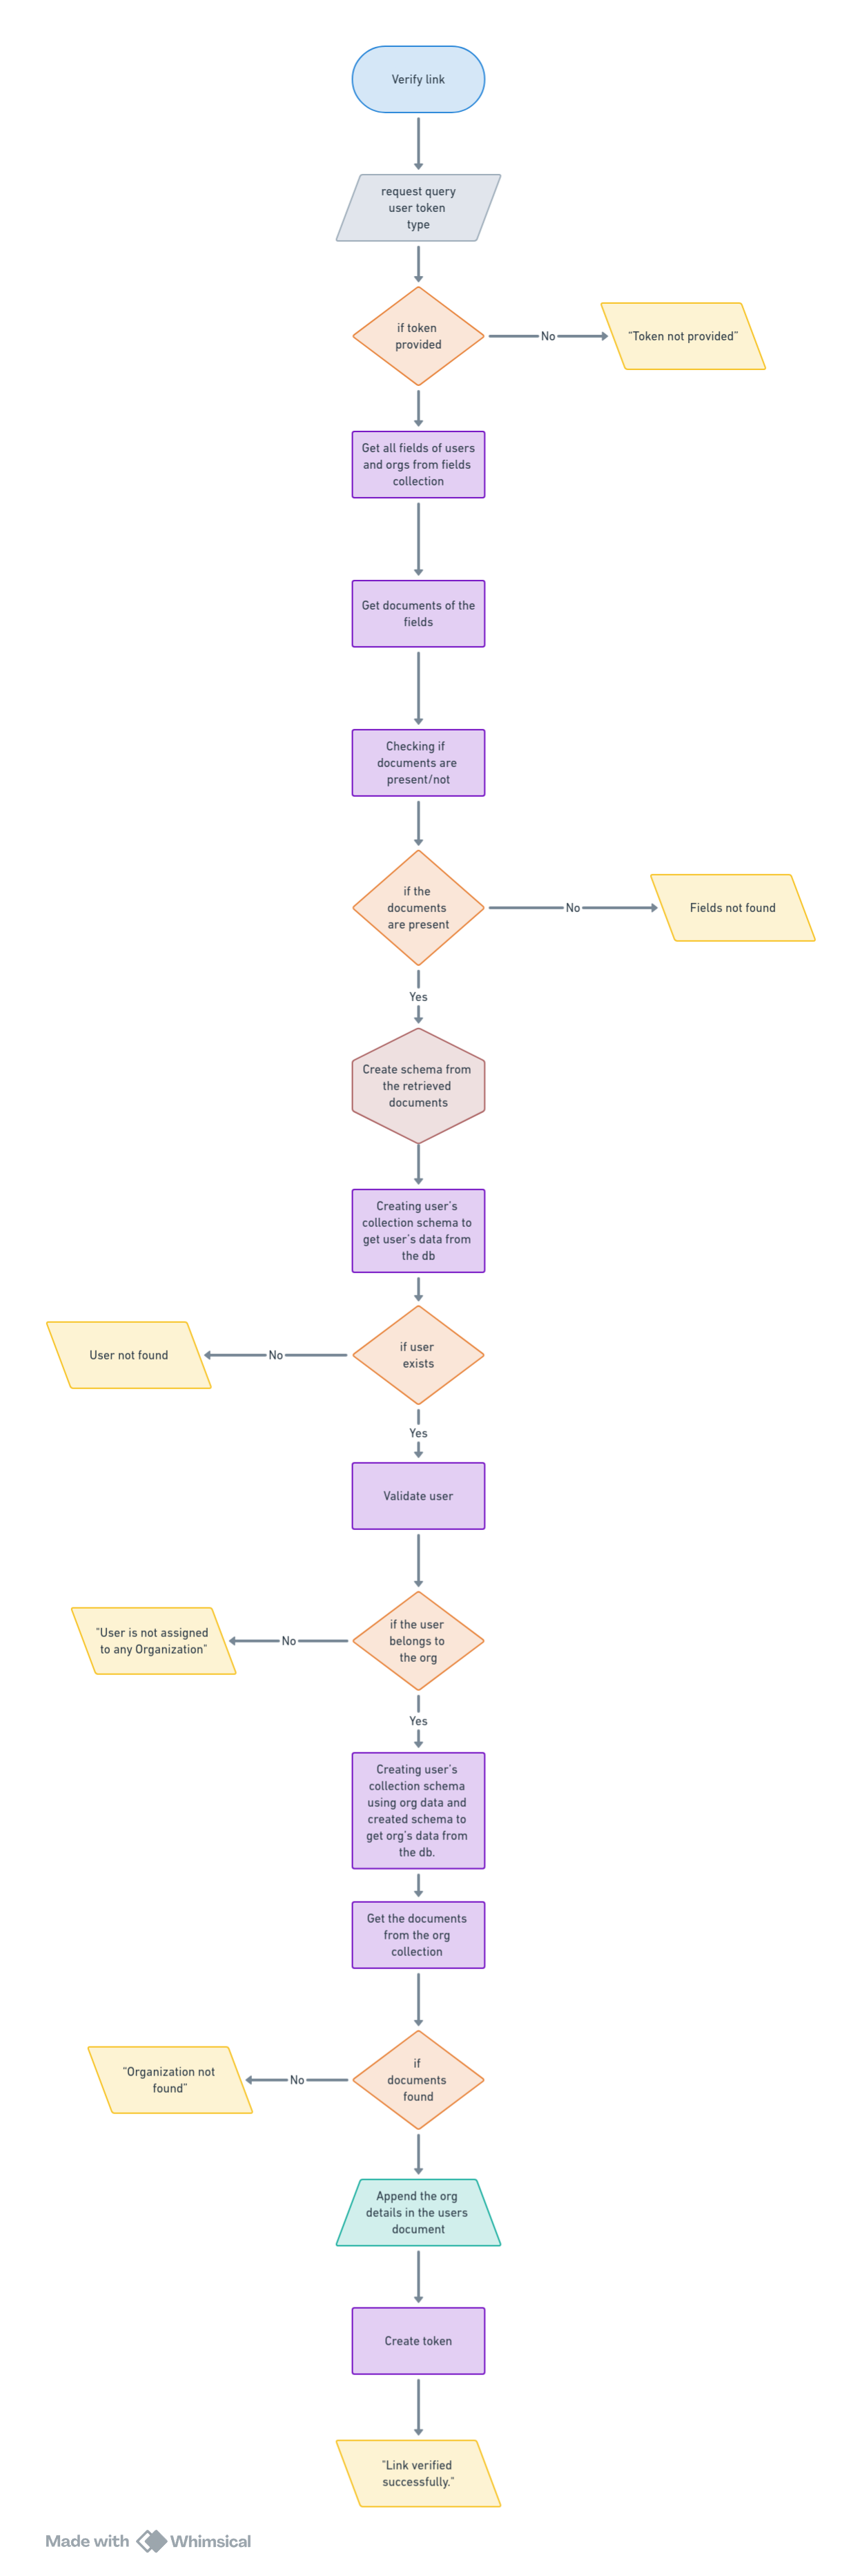 Verify link
request query
user token
type
if token
provided
No
"Token not provided"
Get all fields of users
and orgs from fields
collection
Get documents of the
fields
Checking if
documents are
present/not
if the
documents
are present
No
Fields not found
Yes
Create schema from
the retrieved
documents
Creating user's
collection schema to
get user's data from
the db
if user
exists
No
User not found
Yes
Validate user
if the user
belongs to
the org
No
"User is not assigned
to any Organization"
Yes
Creating user's
collection schema
using org data and
created schema to
get org's data from
the db.
Get the documents
from the org
collection
if
documents
found
No
"Organization not
found"
Append the org
details in the users
document
Create token
"Link verified
successfully."
Made with Whimsical